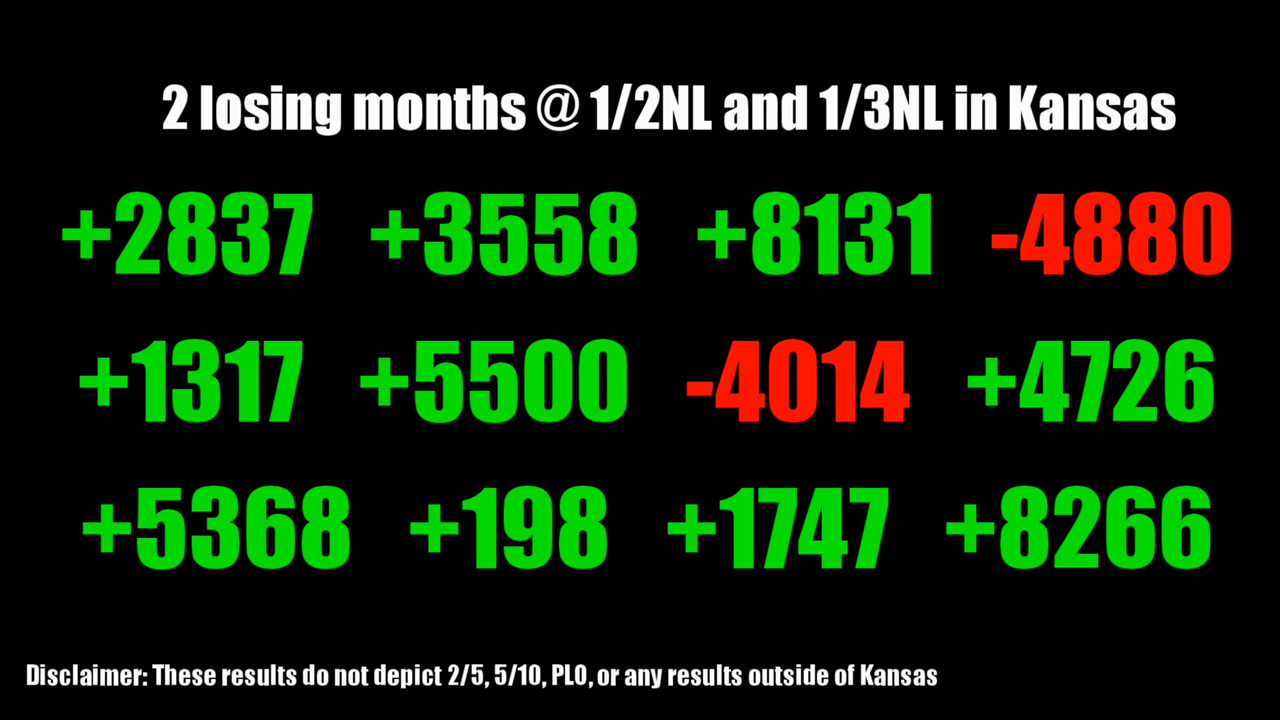 2 losing months @ 1/2NL and 1/3NL in Kansas
+2837 +3558 +8131 -4880
+1317 +5500 -4014 +4726
+5368 +198 +1747 +8266
Disclaimer: These results do not depict 2/5, 5/10, PLO, or any results outside of Kansas